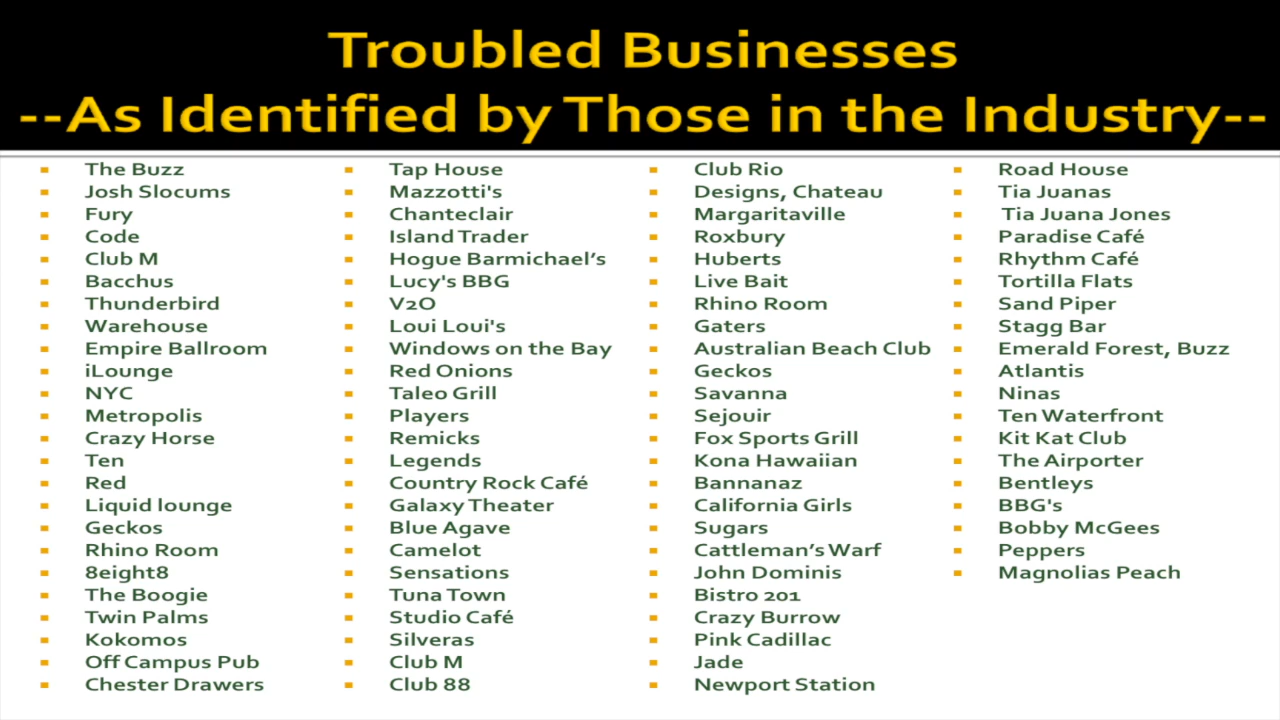 Troubled Businesses
--As Identified by Those in the Industry--
The Buzz
Josh Slocums
Fury
Code
Club M
Bacchus
Thunderbird
Warehouse
Empire Ballroom
iLounge
NYC
Metropolis
Crazy Horse
Ten
Red
Liquid lounge
Geckos
Rhino Room
8eight8
The Boogie
Twin Palms
Kokomos
Off Campus Pub
Chester Drawers
Tap House
Mazzotti's
Chanteclair
Island Trader
Hogue Barmichael’s
Lucy's BBG
V2O
Loui Loui's
Windows on the Bay
Red Onions
Taleo Grill
Players
Remicks
Legends
Country Rock Café
Galaxy Theater
Blue Agave
Camelot
Sensations
Tuna Town
Studio Café
Silveras
Club M
Club 88
Club Rio
Designs, Chateau
Margaritaville
Roxbury
Huberts
Live Bait
Rhino Room
Gaters
Australian Beach Club
Geckos
Savanna
Sejouir
Fox Sports Grill
Kona Hawaiian
Bannanaz
California Girls
Sugars
Cattleman’s Warf
John Dominis
Bistro 201
Crazy Burrow
Pink Cadillac
Jade
Newport Station
Road House
Tia Juanas
Tia Juana Jones
Paradise Café
Rhythm Café
Tortilla Flats
Sand Piper
Stagg Bar
Emerald Forest, Buzz
Atlantis
Ninas
Ten Waterfront
Kit Kat Club
The Airporter
Bentleys
BBG's
Bobby McGees
Peppers
Magnolias Peach